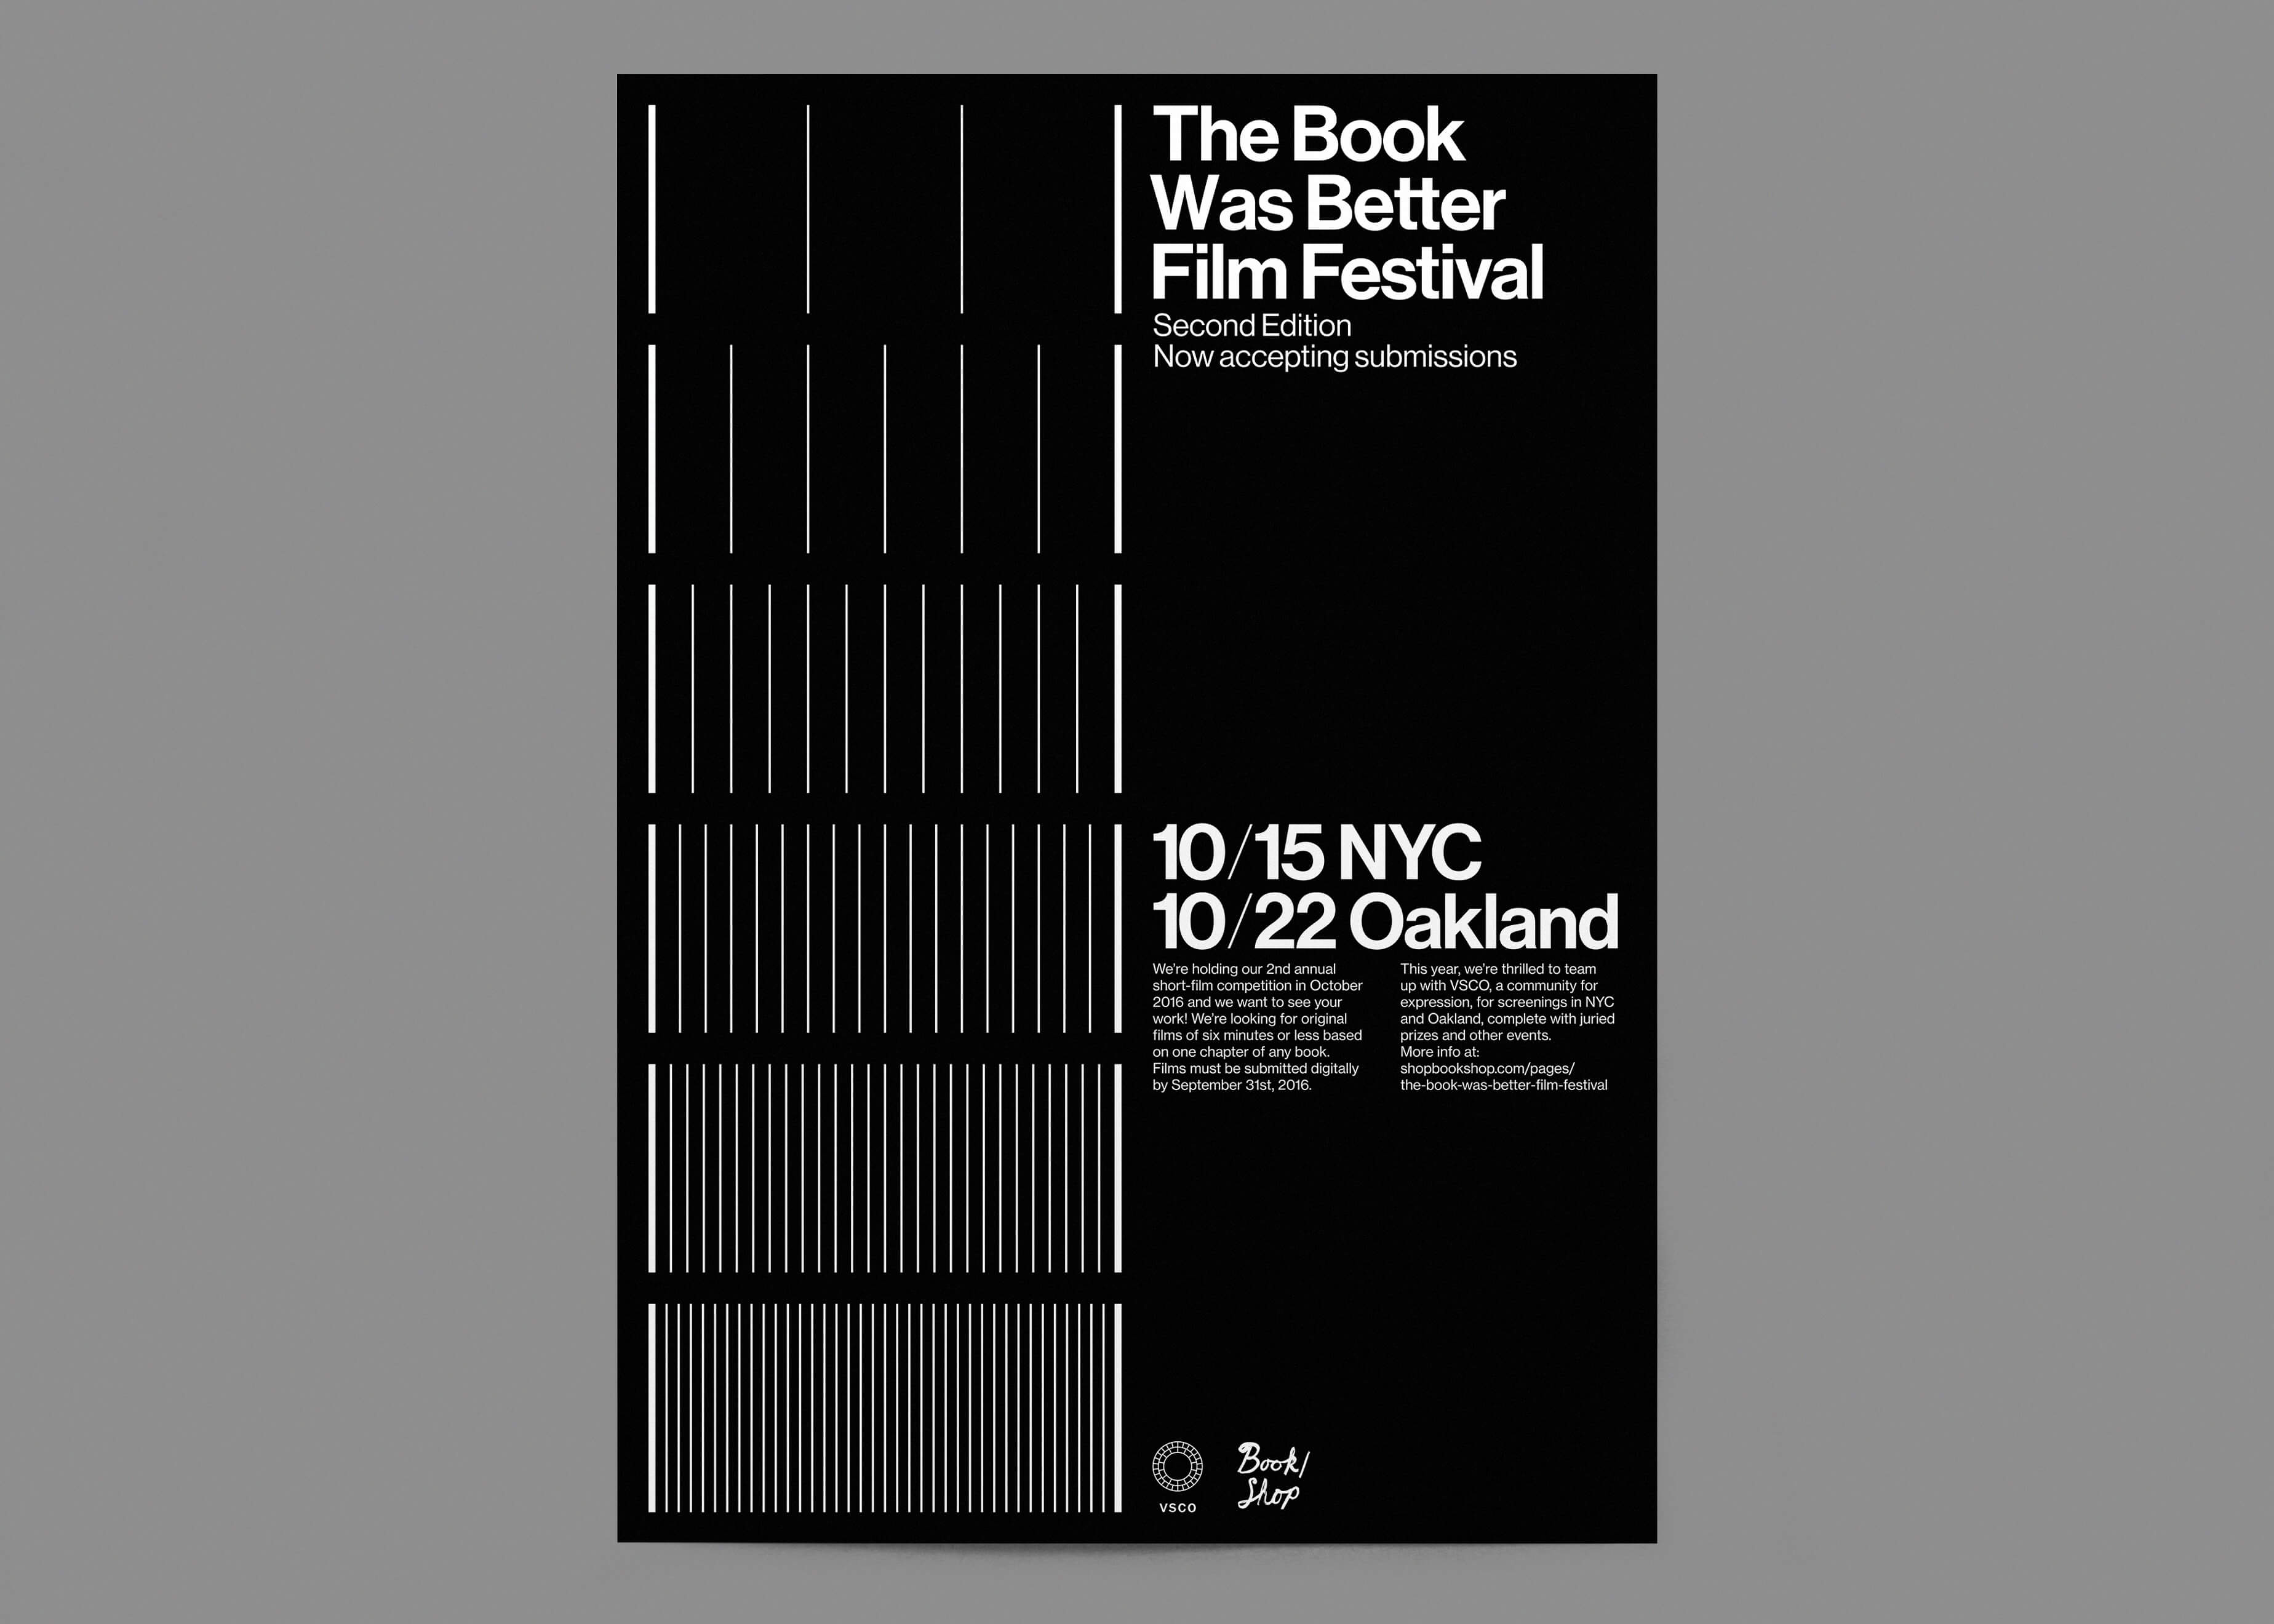 The Book
Was Better
Film Festival
Second Edition
Now accepting submissions
10/15 NYC
10/22 Oakland
We're holding our 2nd annual
short-film competition in October
2016 and we want to see your
work! We're looking for original
films of six minutes or less based
on one chapter of any book.
Films must be submitted digitally
by September 31st, 2016.
This year, we're thrilled to team
up with VSCO, a community for
expression, for screenings in NYC
and Oakland, complete with juried
prizes and other events.
More info at:
shopbookshop.com/pages/
the-book-was-better-film-festival
VSCO
Book/
Shop